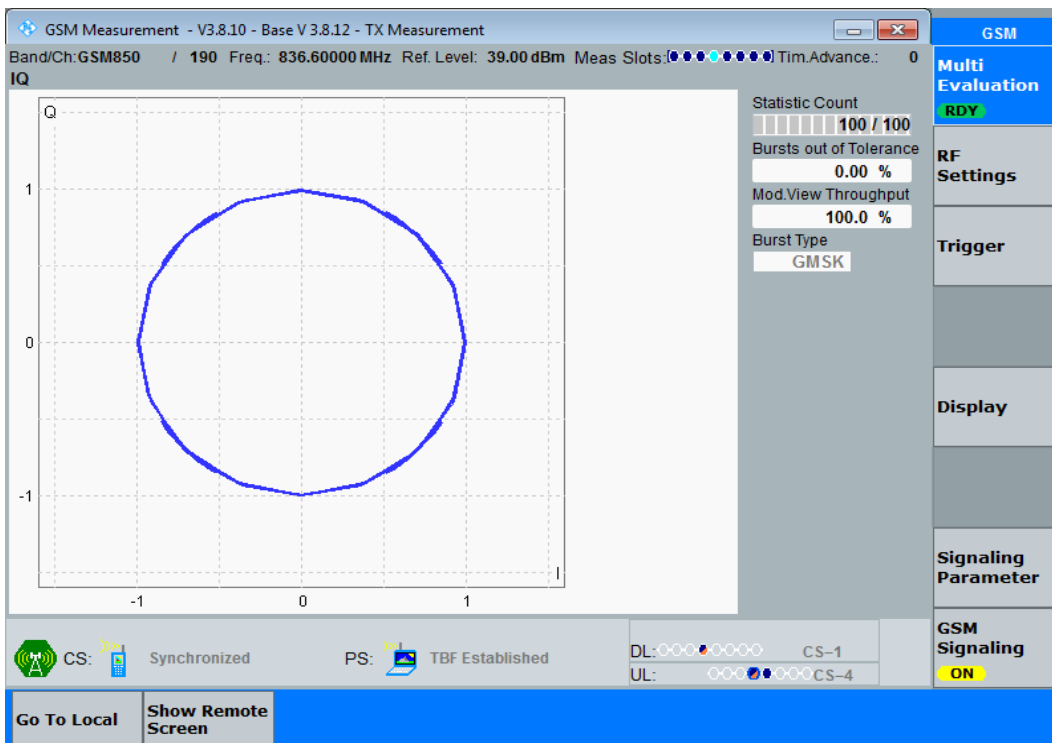 GSM Measurement - V3.8.10 - Base V 3.8.12 - TX Measurement
GSM
Band/Ch: GSM850 / 190 Freq.: 836.60000 MHz Ref. Level: 39.00 dBm Meas Slots: Tim.Advance.: 0
IQ
Multi
Evaluation
RDY
Q
1
0
-1
I
-1 0 1
Statistic Count
100 / 100
Bursts out of Tolerance
0.00 %
Mod.View Throughput
100.0 %
Burst Type
GMSK
RF
Settings
Trigger
Display
Signaling
Parameter
GSM
Signaling
ON
CS: Synchronized PS: TBF Established
DL: CS-1
UL: CS-4
Go To Local
Show Remote
Screen